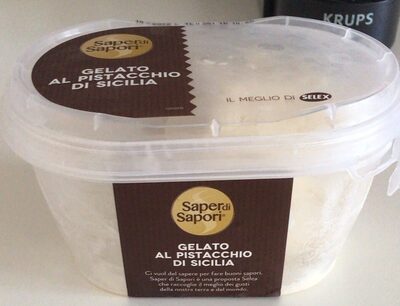 KRUPS
Saper di
Sapori®
GELATO
AL PISTACCHIO
DI SICILIA
IL MEGLIO DI SELEX
Saper di
Sapori®
GELATO
AL PISTACCHIO
DI SICILIA
Ci vuol del sapere per fare buoni sapori.
Saper di Sapori è una proposta Selex
che raccoglie il meglio dei gusti
della nostra terra e dal mondo.